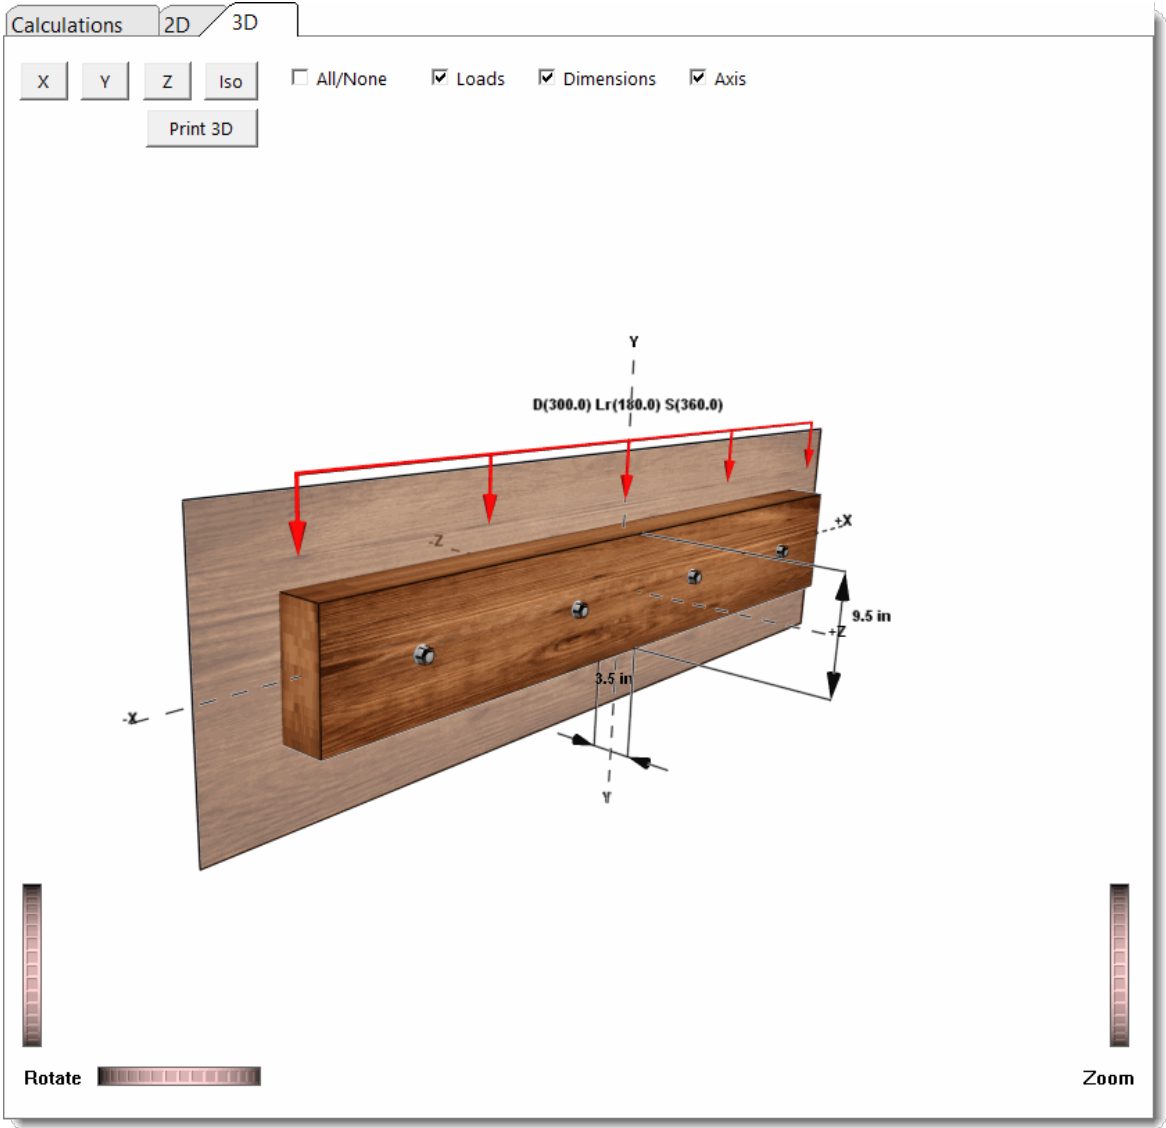 Calculations 2D 3D
X Y Z Iso All/None Loads Dimensions Axis
Print 3D
Y
D(300.0) Lr(180.0) S(360.0)
-Z
+X
9.5 in
+Z
3.5 in
-X
Y
Rotate
Zoom